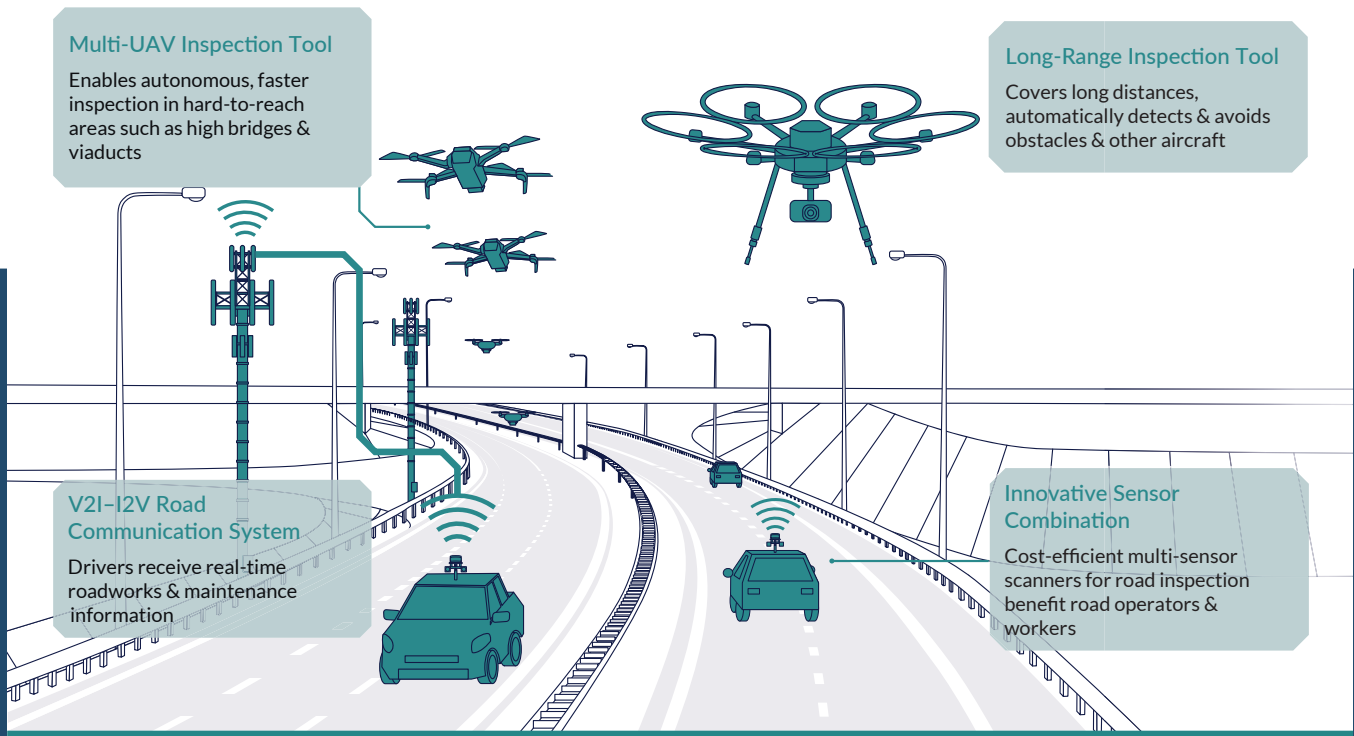 Multi-UAV Inspection Tool
Enables autonomous, faster
inspection in hard-to-reach
areas such as high bridges &
viaducts
Long-Range Inspection Tool
Covers long distances,
automatically detects & avoids
obstacles & other aircraft
V2I–I2V Road
Communication System
Drivers receive real-time
roadworks & maintenance
information
Innovative Sensor
Combination
Cost-efficient multi-sensor
scanners for road inspection
benefit road operators &
workers